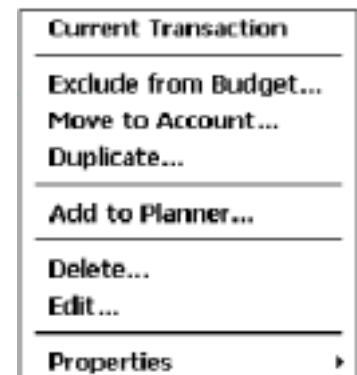 Current Transaction
Exclude from Budget...
Move to Account...
Duplicate...
Add to Planner...
Delete...
Edit...
Properties